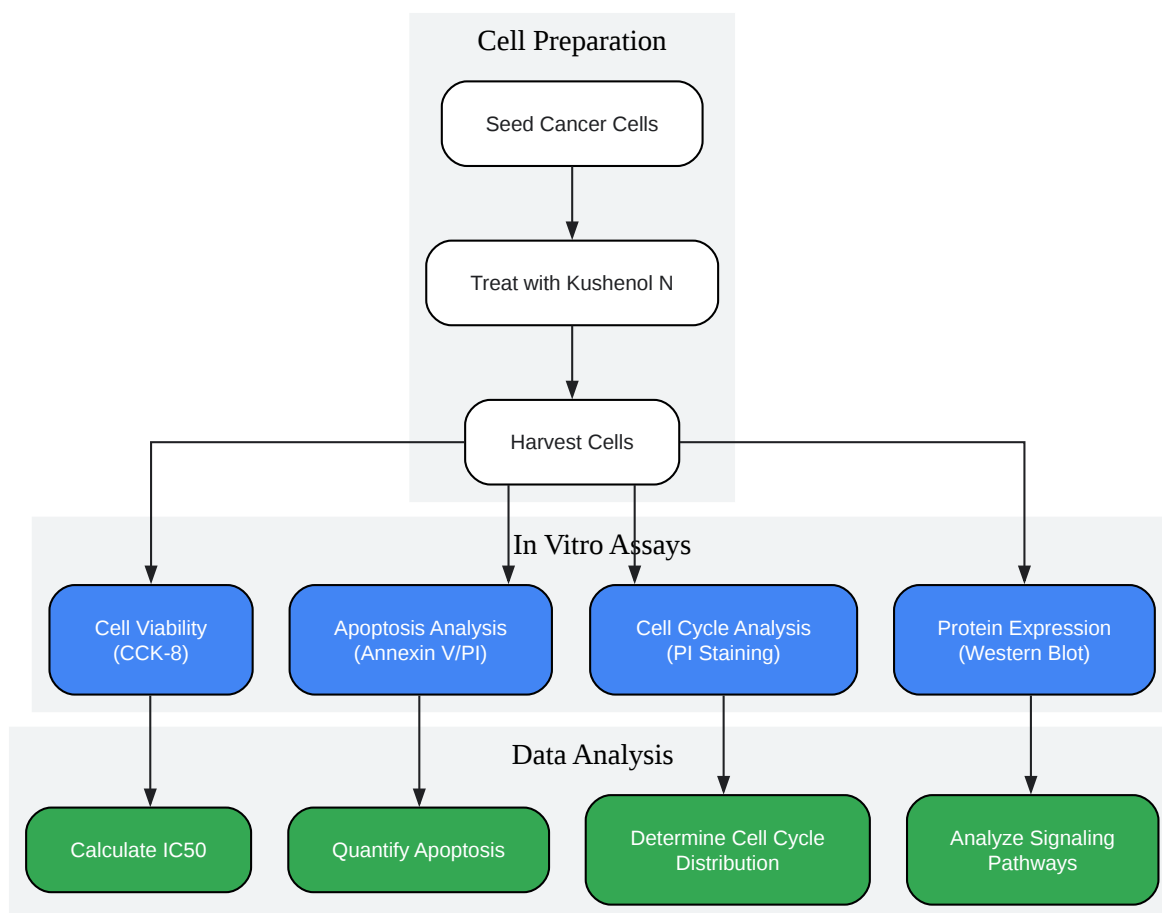 Cell Preparation
Seed Cancer Cells
Treat with Kushenol N
Harvest Cells
In Vitro Assays
Cell Viability
(CCK-8)
Apoptosis Analysis
(Annexin V/PI)
Cell Cycle Analysis
(PI Staining)
Protein Expression
(Western Blot)
Data Analysis
Calculate IC50
Quantify Apoptosis
Determine Cell Cycle
Distribution
Analyze Signaling
Pathways